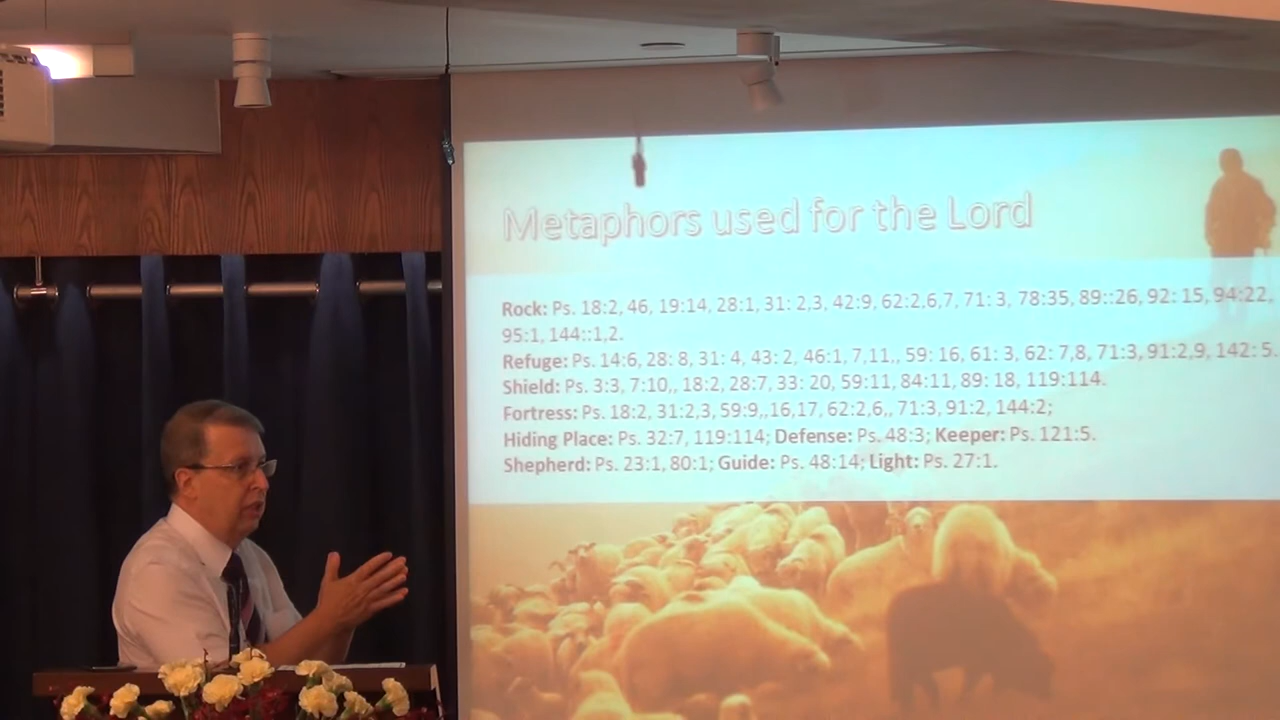 Metaphors used for the Lord
Rock: Ps. 18:2, 46, 19:14, 28:1, 31: 2,3, 42:9, 62:2.6,7, 71: 3, 78:35, 89::26, 92: 15, 94:22,
95:1, 144::1,2.
Refuge: Ps. 14:6, 28: 8, 31: 4, 43: 2, 46:1, 7,11,, 59: 16, 61: 3, 62: 7,8, 71:3, 91:2,9, 142: 5.
Shield: Ps. 3:3, 7:10,, 18:2, 28:7, 33: 20, 59:11, 84:11, 89: 18, 119:114.
Fortress: Ps. 18:2, 31:2,3, 59:9,,16,17, 62:2,6,, 71:3, 91:2, 144:2;
Hiding Place: Ps. 32:7, 119:114; Defense: Ps. 48:3; Keeper: Ps. 121:5.
Shepherd: Ps. 23:1, 80:1; Guide: Ps. 48:14; Light: Ps. 27:1.